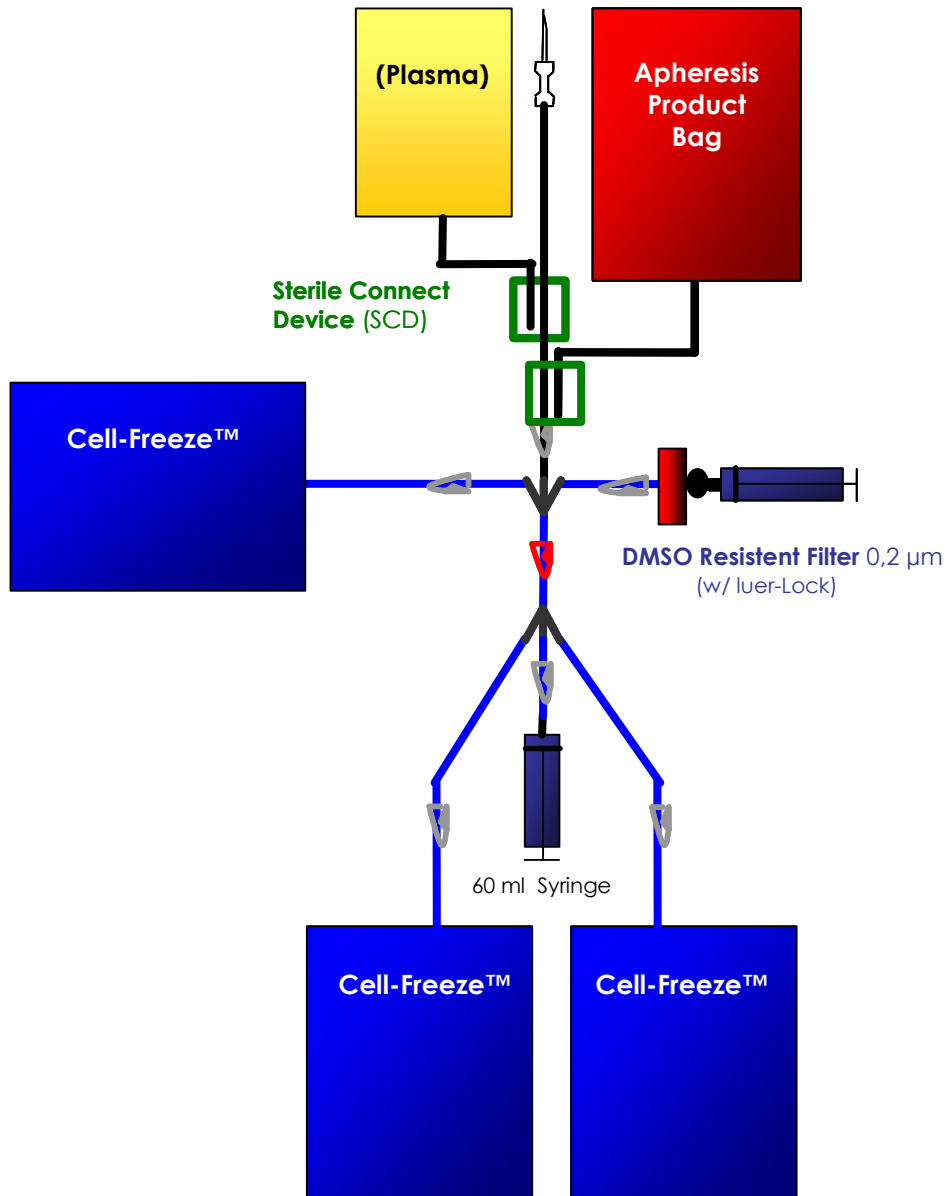 (Plasma)
Apheresis
Product
Bag
Sterile Connect
Device (SCD)
Cell-Freeze™
DMSO Resistent Filter 0,2 µm
(w/ luer-Lock)
60 ml Syringe
Cell-Freeze™
Cell-Freeze™